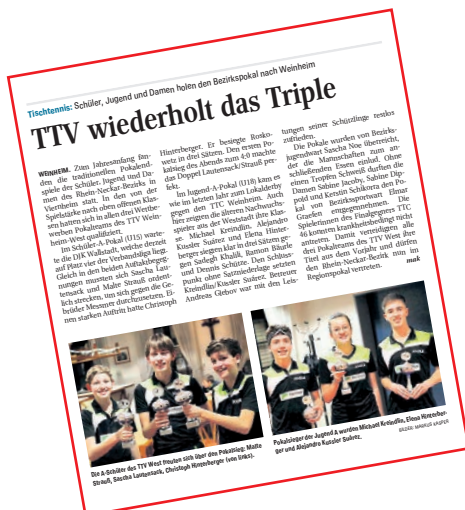 Tischtennis: Schüler, Jugend und Damen holen den Bezirkspokal nach Weinheim
TTV wiederholt das Triple
WEINHEIM. Zum Jahresanfang fan-
den die traditionellen Pokalend-
spiele der Schüler, Jugend und Da-
men des Rhein-Neckar-Bezirks in
Viernheim statt. In den von der
Spielstärke nach oben offenen Klas-
sen hatten sich in allen drei Wettbe-
werben Pokalteams des TTV Wein-
heim-West qualifiziert.
Im Schüler-A-Pokal (U15) warte-
te die DJK Wallstadt, welche derzeit
auf Platz vier der Verbandsliga liegt.
Gleich in den beiden Auftaktbegeg-
nungen mussten sich Sascha Lau-
tensack und Malte Strauß ordent-
lich strecken, um sich gegen die Ge-
brüder Messmer durchzusetzen. Ei-
nen starken Auftritt hatte Christoph
Hinterberger. Er besiegte Rosko-
wetz in drei Sätzen. Den ersten Po-
kalsieg des Abends zum 4:0 machte
das Doppel Lautensack/Strauß per-
fekt.
Im Jugend-A-Pokal (U18) kam es
wie im letzten Jahr zum Lokalderby
gegen den TTC Weinheim. Auch
hier zeigten die älteren Nachwuchs-
spieler aus der Weststadt ihre Klas-
se. Michael Kreindlin, Alejandro
Kussler Suárez und Elena Hinter-
berger siegten klar in drei Sätzen ge-
gen Sadegh Khalik, Ramon Bäurle
und Dennis Schütze. Den Schluss-
punkt ohne Satzniederlage setzten
Kreindlin/Kussler Suárez. Betreuer
Andreas Glebov war mit den Leis-
tungen seiner Schützlinge restlos
zufrieden.
Die Pokale wurden von Bezirks-
jugendwart Sascha Noe überreicht,
der die Mannschaften zum an-
schließenden Essen einlud. Ohne
einen Tropfen Schweiß durften die
Damen Sabine Jacoby, Sabine Dip-
pold und Kerstin Schikorra den Po-
kal von Bezirkssportwart Elmar
Graefen entgegennehmen. Die
Spielerinnen des Finalgegners TTC
46 konnten krankheitsbedingt nicht
antreten. Damit verteidigten alle
drei Pokalteams des TTV West ihre
Titel aus dem Vorjahr und dürfen
den Rhein-Neckar-Bezirk nun im
Regionspokal vertreten. mak
Die A-Schüler des TTV West freuten sich über den Pokalsieg: Malte
Strauß, Sascha Lautensack, Christoph Hinterberger (von links).
Pokalsieger der Jugend A wurden Michael Kreindlin, Elena Hinterber-
ger und Alejandro Kussler Suárez.
BILDER: MARKUS KASPER